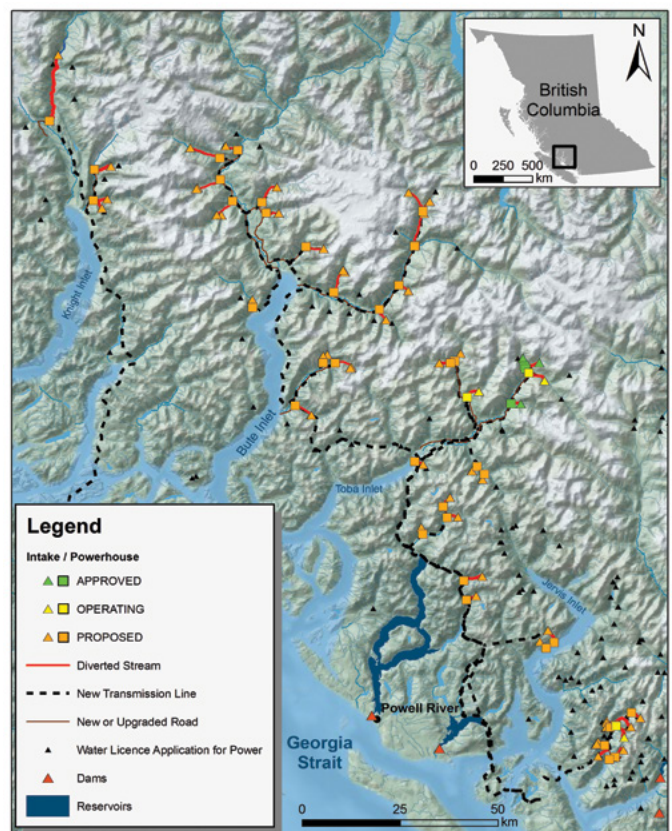 N
British
Columbia
0 250 500
km
Knight Inlet
Bute Inlet
Toba Inlet
Jervis Inlet
Powell River
Georgia
Strait
Legend
Intake / Powerhouse
APPROVED
OPERATING
PROPOSED
Diverted Stream
New Transmission Line
New or Upgraded Road
Water Licence Application for Power
Dams
Reservoirs
0 25 50
km